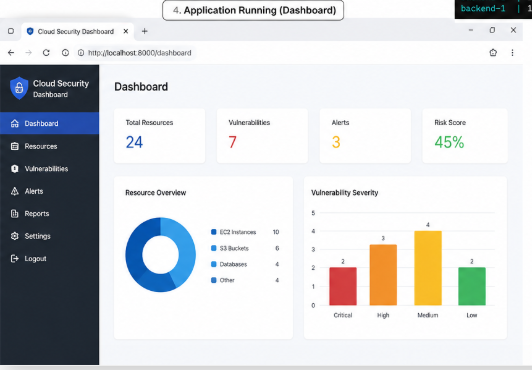 4. Application Running (Dashboard)
backend-1 | 1
Cloud Security Dashboard
http://localhost:8000/dashboard
Cloud Security
Dashboard
Dashboard
Resources
Vulnerabilities
Alerts
Reports
Settings
Logout
Dashboard
Total Resources
24
Vulnerabilities
7
Alerts
3
Risk Score
45%
Resource Overview
EC2 Instances 10
S3 Buckets 6
Databases 4
Other 4
Vulnerability Severity
5
4
3
2
1
0
2
3
4
2
Critical High Medium Low